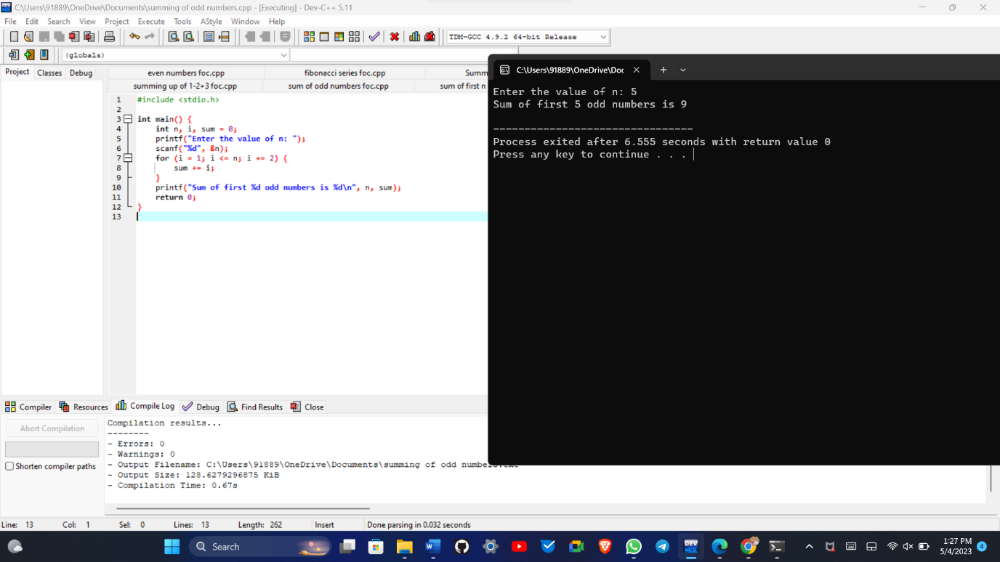 C:\Users\91889\OneDrive\Documents\summing of odd numbers.cpp - [Executing] - Dev-C++ 5.11
File Edit Search View Project Execute Tools AStyle Window Help
TDM-GCC 4.9.2 64-bit Release
(globals)
Project Classes Debug
even numbers foc.cpp fibonacci series foc.cpp Summ
summing up of 1-2+3 foc.cpp sum of odd numbers foc.cpp sum of first n
1 #include <stdio.h>
2
3 int main() {
4 int n, i, sum = 0;
5 printf("Enter the value of n: ");
6 scanf("%d", &n);
7 for (i = 1; i <= n; i += 2) {
8 sum += i;
9 }
10 printf("Sum of first %d odd numbers is %d\n", n, sum);
11 return 0;
12 }
13
C:\Users\91889\OneDrive\Doc
Enter the value of n: 5
Sum of first 5 odd numbers is 9
--------------------------------
Process exited after 6.555 seconds with return value 0
Press any key to continue . . .
Compiler Resources Compile Log Debug Find Results Close
Abort Compilation
Shorten compiler paths
Compilation results...
--------
- Errors: 0
- Warnings: 0
- Output Filename: C:\Users\91889\OneDrive\Documents\summing of odd numbers.exe
- Output Size: 128.6279296875 KiB
- Compilation Time: 0.67s
Line: 13 Col: 1 Sel: 0 Lines: 13 Length: 262 Insert Done parsing in 0.032 seconds
Search
DEV
1:27 PM
5/4/2023
4